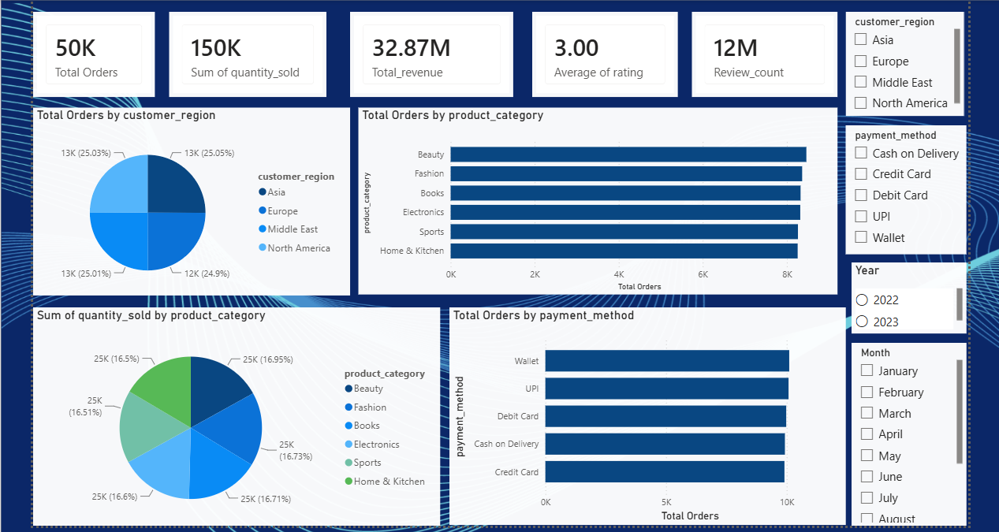 50K
Total Orders
150K
Sum of quantity_sold
32.87M
Total_revenue
3.00
Average of rating
12M
Review_count
customer_region
Asia
Europe
Middle East
North America
Total Orders by customer_region
13K (25.03%)
13K (25.05%)
13K (25.01%)
12K (24.9%)
customer_region
Asia
Europe
Middle East
North America
Total Orders by product_category
product_category
Beauty
Fashion
Books
Electronics
Sports
Home & Kitchen
0K 2K 4K 6K 8K
Total Orders
payment_method
Cash on Delivery
Credit Card
Debit Card
UPI
Wallet
Year
2022
2023
Sum of quantity_sold by product_category
25K (16.5%)
25K (16.95%)
25K
(16.51%)
25K
(16.73%)
25K (16.6%)
25K (16.71%)
product_category
Beauty
Fashion
Books
Electronics
Sports
Home & Kitchen
Total Orders by payment_method
payment_method
Wallet
UPI
Debit Card
Cash on Delivery
Credit Card
0K 5K 10K
Total Orders
Month
January
February
March
April
May
June
July
August